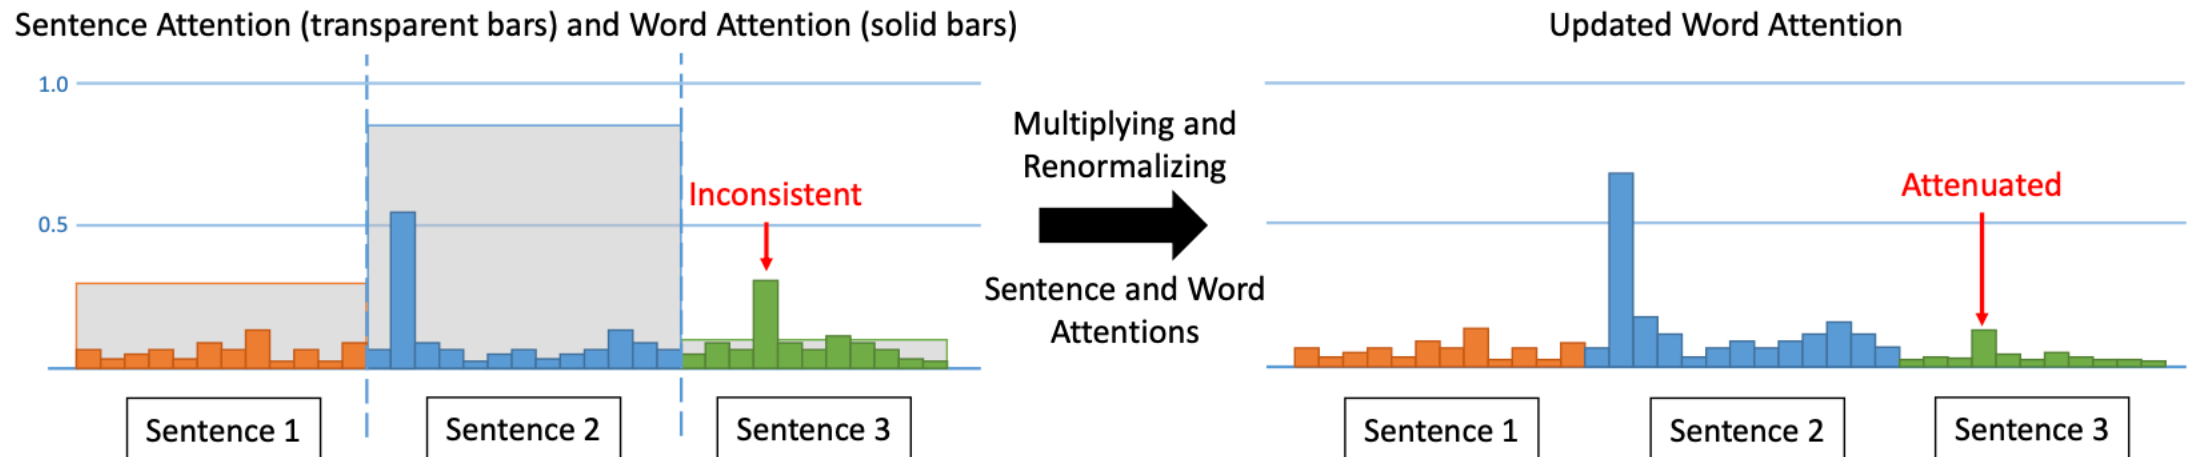 Sentence Attention (transparent bars) and Word Attention (solid bars)
1.0
0.5
Inconsistent
Sentence 1
Sentence 2
Sentence 3
Multiplying and
Renormalizing
Sentence and Word
Attentions
Updated Word Attention
Attenuated
Sentence 1
Sentence 2
Sentence 3